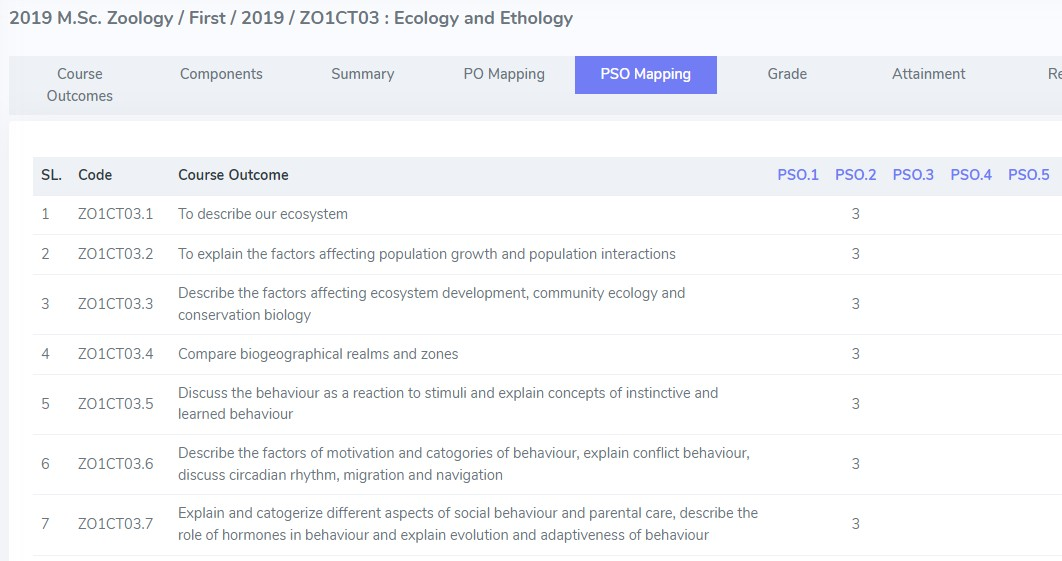 2019 M.Sc. Zoology / First / 2019 / ZO1CT03 : Ecology and Ethology
Course Outcomes Components Summary PO Mapping PSO Mapping Grade Attainment
SL. Code Course Outcome PSO.1 PSO.2 PSO.3 PSO.4 PSO.5
1 ZO1CT03.1 To describe our ecosystem 3
2 ZO1CT03.2 To explain the factors affecting population growth and population interactions 3
3 ZO1CT03.3 Describe the factors affecting ecosystem development, community ecology and
conservation biology 3
4 ZO1CT03.4 Compare biogeographical realms and zones 3
5 ZO1CT03.5 Discuss the behaviour as a reaction to stimuli and explain concepts of instinctive and
learned behaviour 3
6 ZO1CT03.6 Describe the factors of motivation and catogories of behaviour, explain conflict behaviour,
discuss circadian rhythm, migration and navigation 3
7 ZO1CT03.7 Explain and catogerize different aspects of social behaviour and parental care, describe the
role of hormones in behaviour and explain evolution and adaptiveness of behaviour 3